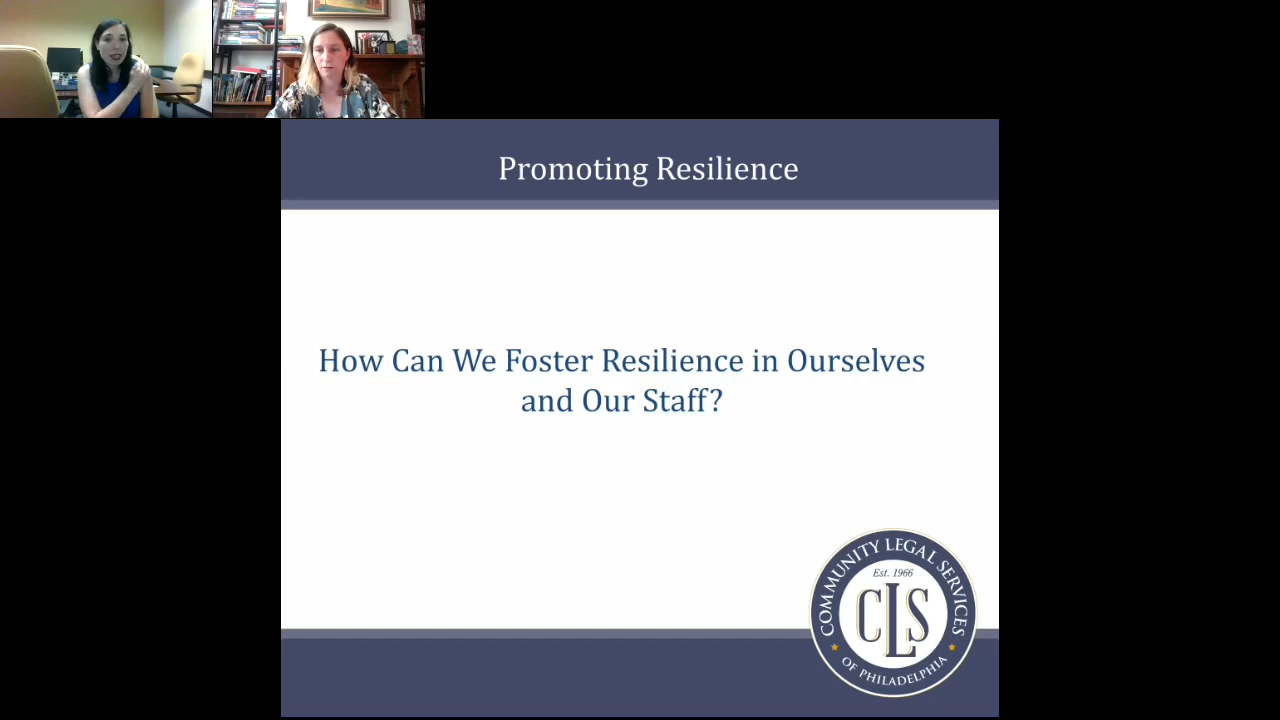 Promoting Resilience
How Can We Foster Resilience in Ourselves
and Our Staff?
COMMUNITY LEGAL SERVICES
Est. 1966
CLS
OF PHILADELPHIA